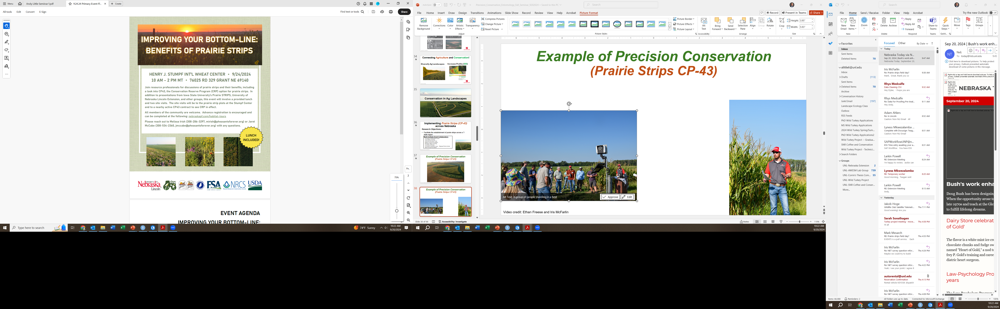 Menu
Andy Little Seminar 1.pdf
9.24.24 Primary Event Fl...
Create
All tools
Edit
Convert
E-Sign
Find text or tools
Share
IMPROVING YOUR BOTTOM-LINE:
BENEFITS OF PRAIRIE STRIPS
HENRY J. STUMPF INT'L WHEAT CENTER • 9/24/2024
10 AM - 2 PM MT • 76025 RD 329 GRANT NE 69140
Join resource professionals for discussions of prairie strips and their benefits, including
a look into CP43, the Conservation Reserve Program (CRP) option for prairie strips. In
addition to presentations from Iowa State University's Prairie STRIPS, University of
Nebraska Lincoln Extension, and other groups, this event will involve a provided lunch
and two site visits. The site visits will be to the prairie strip plots at the Stumpf Center
and to a nearby active CP43 contract to see CRP in effect.
All members of the community are welcome. Advance registration is encouraged and
can be completed at the following: nebraskapf.com/habitat-tours
Please reach out to Melissa Irish (308-286-3297, mirish@pheasantsforever.org) or Jaret
McCabe (308-534-2360, jmccabe@pheasantsforever.org) with any questions.
LUNCH
INCLUDED!
UNIVERSITY OF
Nebraska
Lincoln
STRIPS
FSA
NRCS
USDA
EVENT AGENDA
IMPROVING YOUR BOTTOM-LINE:
75%
Pa..
2
Type here to search
74°F Sunny
10:22 AM
9/20/2024
AutoSave
Off
Precision_Conservation_Entomology_Fall_Seminar_9202024 • Saved to this PC
Search
File
Home
Insert
Draw
Design
Transitions
Animations
Slide Show
Record
Review
View
Help
Acrobat
Picture Format
Record
Present in Teams
Share
Remove
Background
Corrections
Color
Artistic
Effects
Transparency
Compress Pictures
Change Picture
Reset Picture
Adjust
Picture Styles
Picture Border
Picture Effects
Picture Layout
Alt
Text
Accessibility
Bring
Forward
Send
Backward
Selection
Pane
Align
Group
Rotate
Arrange
Crop
Height: 3.95"
Width: 5.93"
Size
34
Connecting Agriculture and Conservation!
Diversify Ag Landscapes
Increase Profits ($$$)
35
Conservation in Ag Landscapes
36
Implementing Prairie Strips (CP-43)
across Nebraska
Research Objectives:
Facilitate the establishment of prairie strips across a 7-
state region
37
Example of Precision Conservation
(Prairie Strips CP-43)
38
Example of Precision Conservation
(Prairie Strips CP-43)
Example of Precision Conservation
(Prairie Strips CP-43)
Alt Text: A group of people standing in a field
Approve
Edit
Video credit: Ethan Freese and Iris McFarlin
Slide 38 of 66
Accessibility: Investigate
Notes
119%
10:22 AM
9/20/2024
Search
File
Home
Send / Receive
Folder
View
Help
Acrobat
Try the new Outlook
Off
New
Email
New
Items
New
Zoom
Delete
Archive
Delete
Reply
Reply All
Forward
Respond
Share to
Teams
Teams
Quick
Steps
Quick...
Move
Tags
Groups
Favorites
Inbox
Sent Items
Deleted Items 70
alittle6@unl.edu
Inbox
Drafts [113]
Sent Items
Deleted Items 70
Archive
Conversation History
Junk Email [197]
Landscape Ecology Class
Outbox
RSS Feeds
PhD Wild Turkey Applications
MS Wild Turkey Applications
2024 Wild Turkey Spring/Sum...
PhD Wild Turkey Applications2
Wild Turkey Project -- Gradua...
SNR Coffee and Conservation
Wild Turkey Project - Technici...
Search Folders
Groups
UNL-Nebraska Extension 2
UNL-AWESM Lab Group 739
UNL-Corrin's Thesis Com... 55
UNL-Wild Turkey Project
UNL-SNR Coffee and Conser...
More...
Focused
Other
By Date
Today
Nebraska Today via N...
Sep 20, 2024 | Bush's work enh... 9:47 AM
Nebraska Today September 20,
Iris McFarlin
Re: Prairie strips field day? 9:38 AM
Mark, Great, thank you so
Rhys Medcalfe
Data Cleaning CSV 9:32 AM
Hey Dylan, I hope you are
Rhys Medcalfe
Re: Data For Proofing Pre-Anal... 9:11 AM
Hey Andy,
Adam Ahlers
Re: In Lincoln 8:52 AM
Caution: Non-NU Email All
Lyness Mkwezalamba ...
Complete with Docusign: Teag... 8:51 AM
Caution: Non-NU Email
SAPWorkflowUNP@n...
ESS Time entry awaiting your a... 8:31 AM
SAP Workflow You have ESS
Larkin Powell
RE: Extension Meeting 8:24 AM
I'm happy to review. Jackie can
Lyness Mkwezalamba
RE: Temporary worker 8:20 AM
Good morning, Teagan sent
Larkin Powell
RE: Extension Meeting 8:13 AM
Andy,
Yesterday
Jakob Hoge
Wildlife Club Satellite Telemetr... Thu 7:11 PM
Good evening! Are you
Sarah Sonsthagen
Turkey project meeting - move... Thu 4:58 PM
Hi all
Mark Mesarch
RE: Prairie strips field day? Thu 4:53 PM
EVENTS is a pull service. Each
Iris McFarlin
Re: NET survey question refor... Thu 4:26 PM
Maybe we could try to build
Iris McFarlin
Re: NET survey question refor... Thu 4:22 PM
Yeah, I see your point. I agree it
autorental@unl.edu
Reservation Confirmation Thu 4:13 PM
Rental vehicle KEYOSK dispatch
Iris McFarlin
Re: NET survey question refor... Thu 4:08 PM
Sep 20, 2024 | Bush's work enh...
NT
Neb
To today@lists.unl.edu
9:45
Click here to download pictures. To help protect
your privacy, Outlook prevented automatic
download of some pictures in this message.
NEBRASKA T
September 20, 2024
Bush's work enha
Doug Bush has been designing
When the opportunity arose to
late 1970s and teach at the Gle
to fulfill lifelong dreams.
Dairy Store celebrat
of Gold'
The flavor is a white mint ice cre
chocolate chunks and fudge sw
named "Heart of Gold," a nod to
frey P. Gold's training and caree
diatric heart surgeon.
Law-Psychology Pro
years
Items: 66,088
Reminders: 2
All folders are up to date.
Connected to: Microsoft Exchange
100%
10:22 AM
9/20/2024